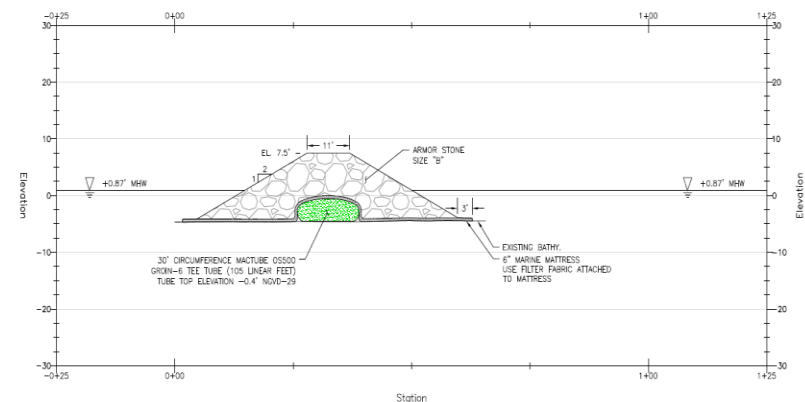 -0+25 0+00 1+00 1+25
30 30
20 20
10 10
0 0
-10 -10
-20 -20
-30 -30
Elevation
Elevation
11'
EL. 7.5'
ARMOR STONE
SIZE "B"
2
1
+0.87' MHW
+0.87' MHW
3'
30' CIRCUMFERENCE MACTUBE OS500
GROIN-6 TEE TUBE (105 LINEAR FEET)
TUBE TOP ELEVATION -0.4' NGVD-29
EXISTING BATHY.
6" MARINE MATTRESS
USE FILTER FABRIC ATTACHED
TO MATTRESS
-0+25 0+00 1+00 1+25
Station